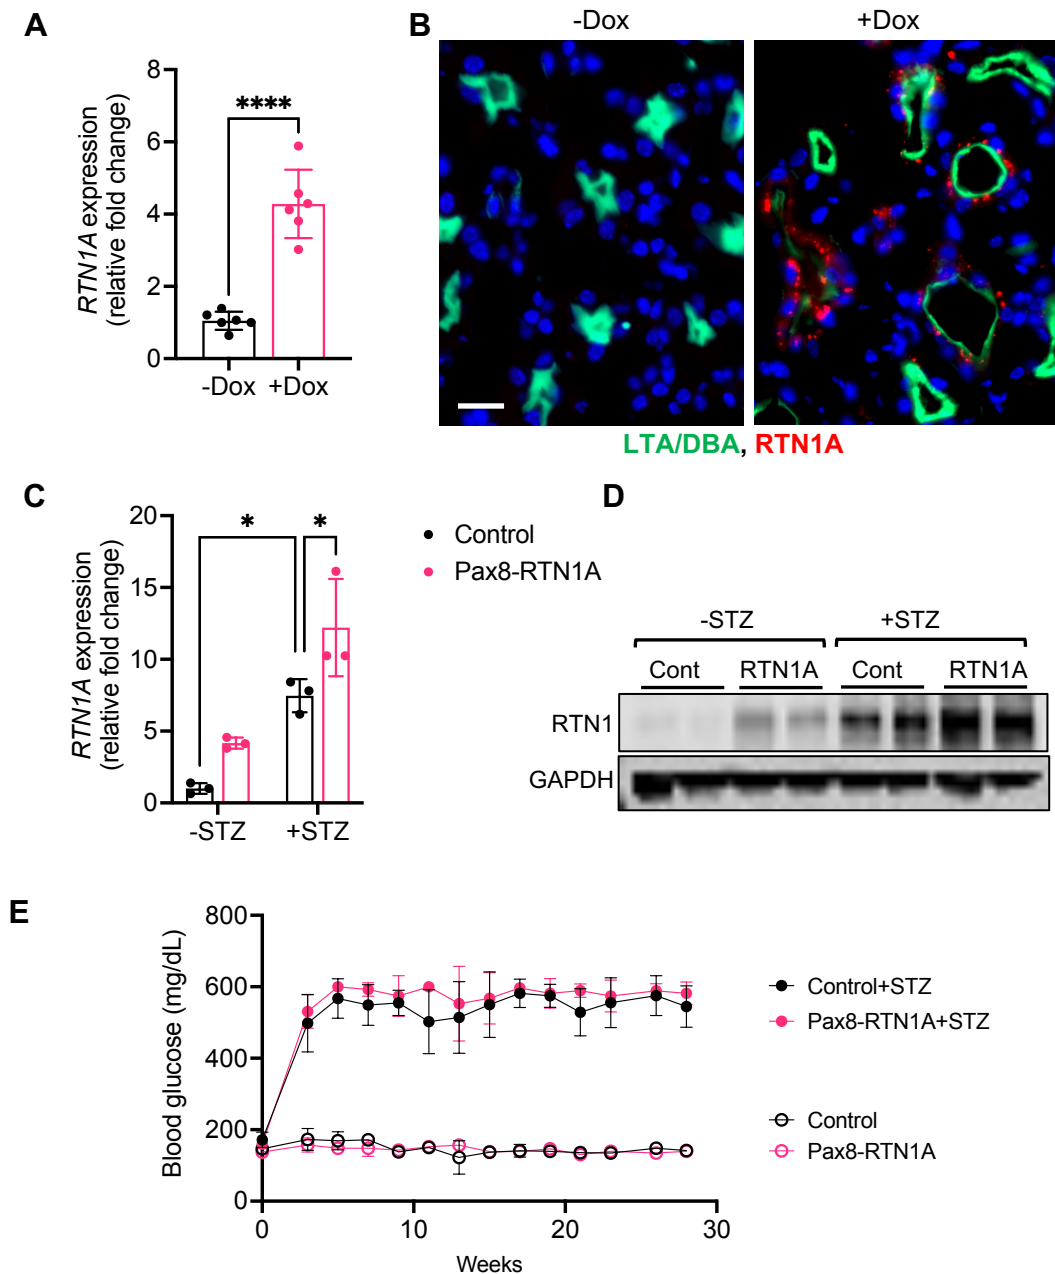 A
8
6
4
2
0
RTN1A expression
(relative fold change)
****
-Dox +Dox
B
-Dox +Dox
LTA/DBA, RTN1A
C
20
15
10
5
0
RTN1A expression
(relative fold change)
* *
-STZ +STZ
Control
Pax8-RTN1A
D
-STZ +STZ
Cont RTN1A Cont RTN1A
RTN1
GAPDH
E
800
600
400
200
0
Blood glucose (mg/dL)
0 10 20 30
Weeks
Control+STZ
Pax8-RTN1A+STZ
Control
Pax8-RTN1A